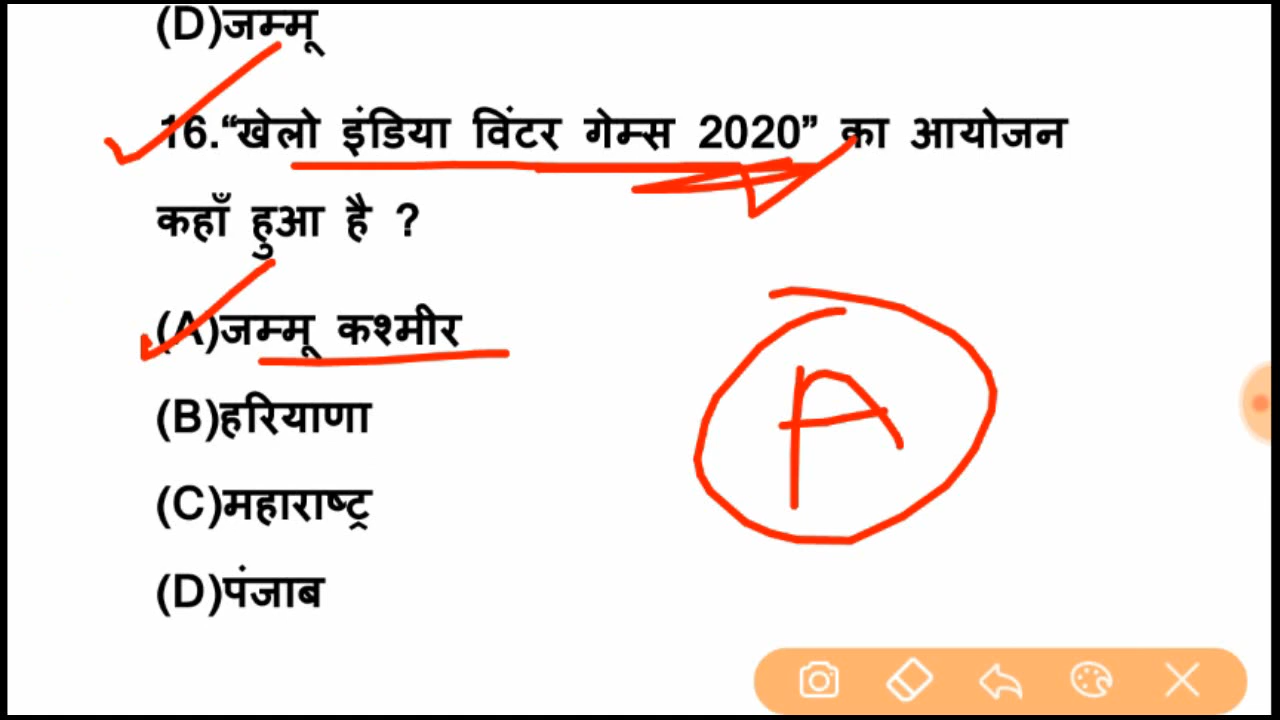 (D)जम्मू
16.“खेलो इंडिया विंटर गेम्स 2020” का आयोजन
कहाँ हुआ है ?
(A)जम्मू कश्मीर
(B)हरियाणा
(C)महाराष्ट्र
(D)पंजाब
A